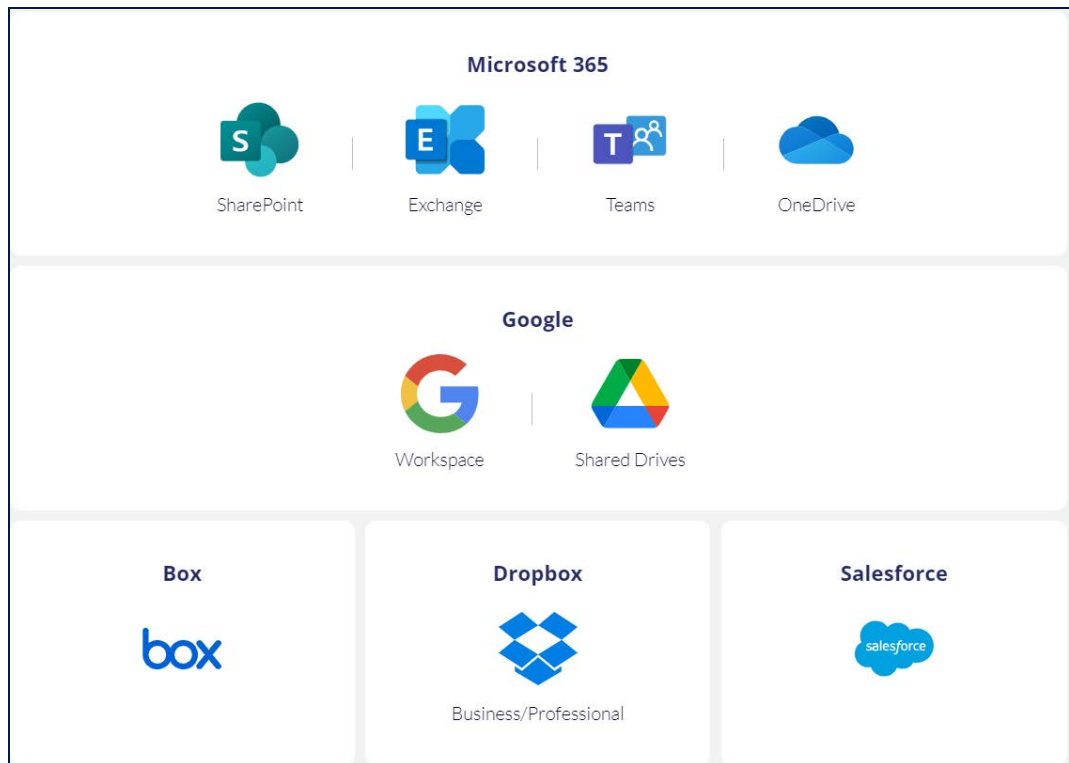 Microsoft 365
S
E
T
SharePoint
Exchange
Teams
OneDrive
Google
Workspace
Shared Drives
Box
Dropbox
Salesforce
box
salesforce
Business/Professional